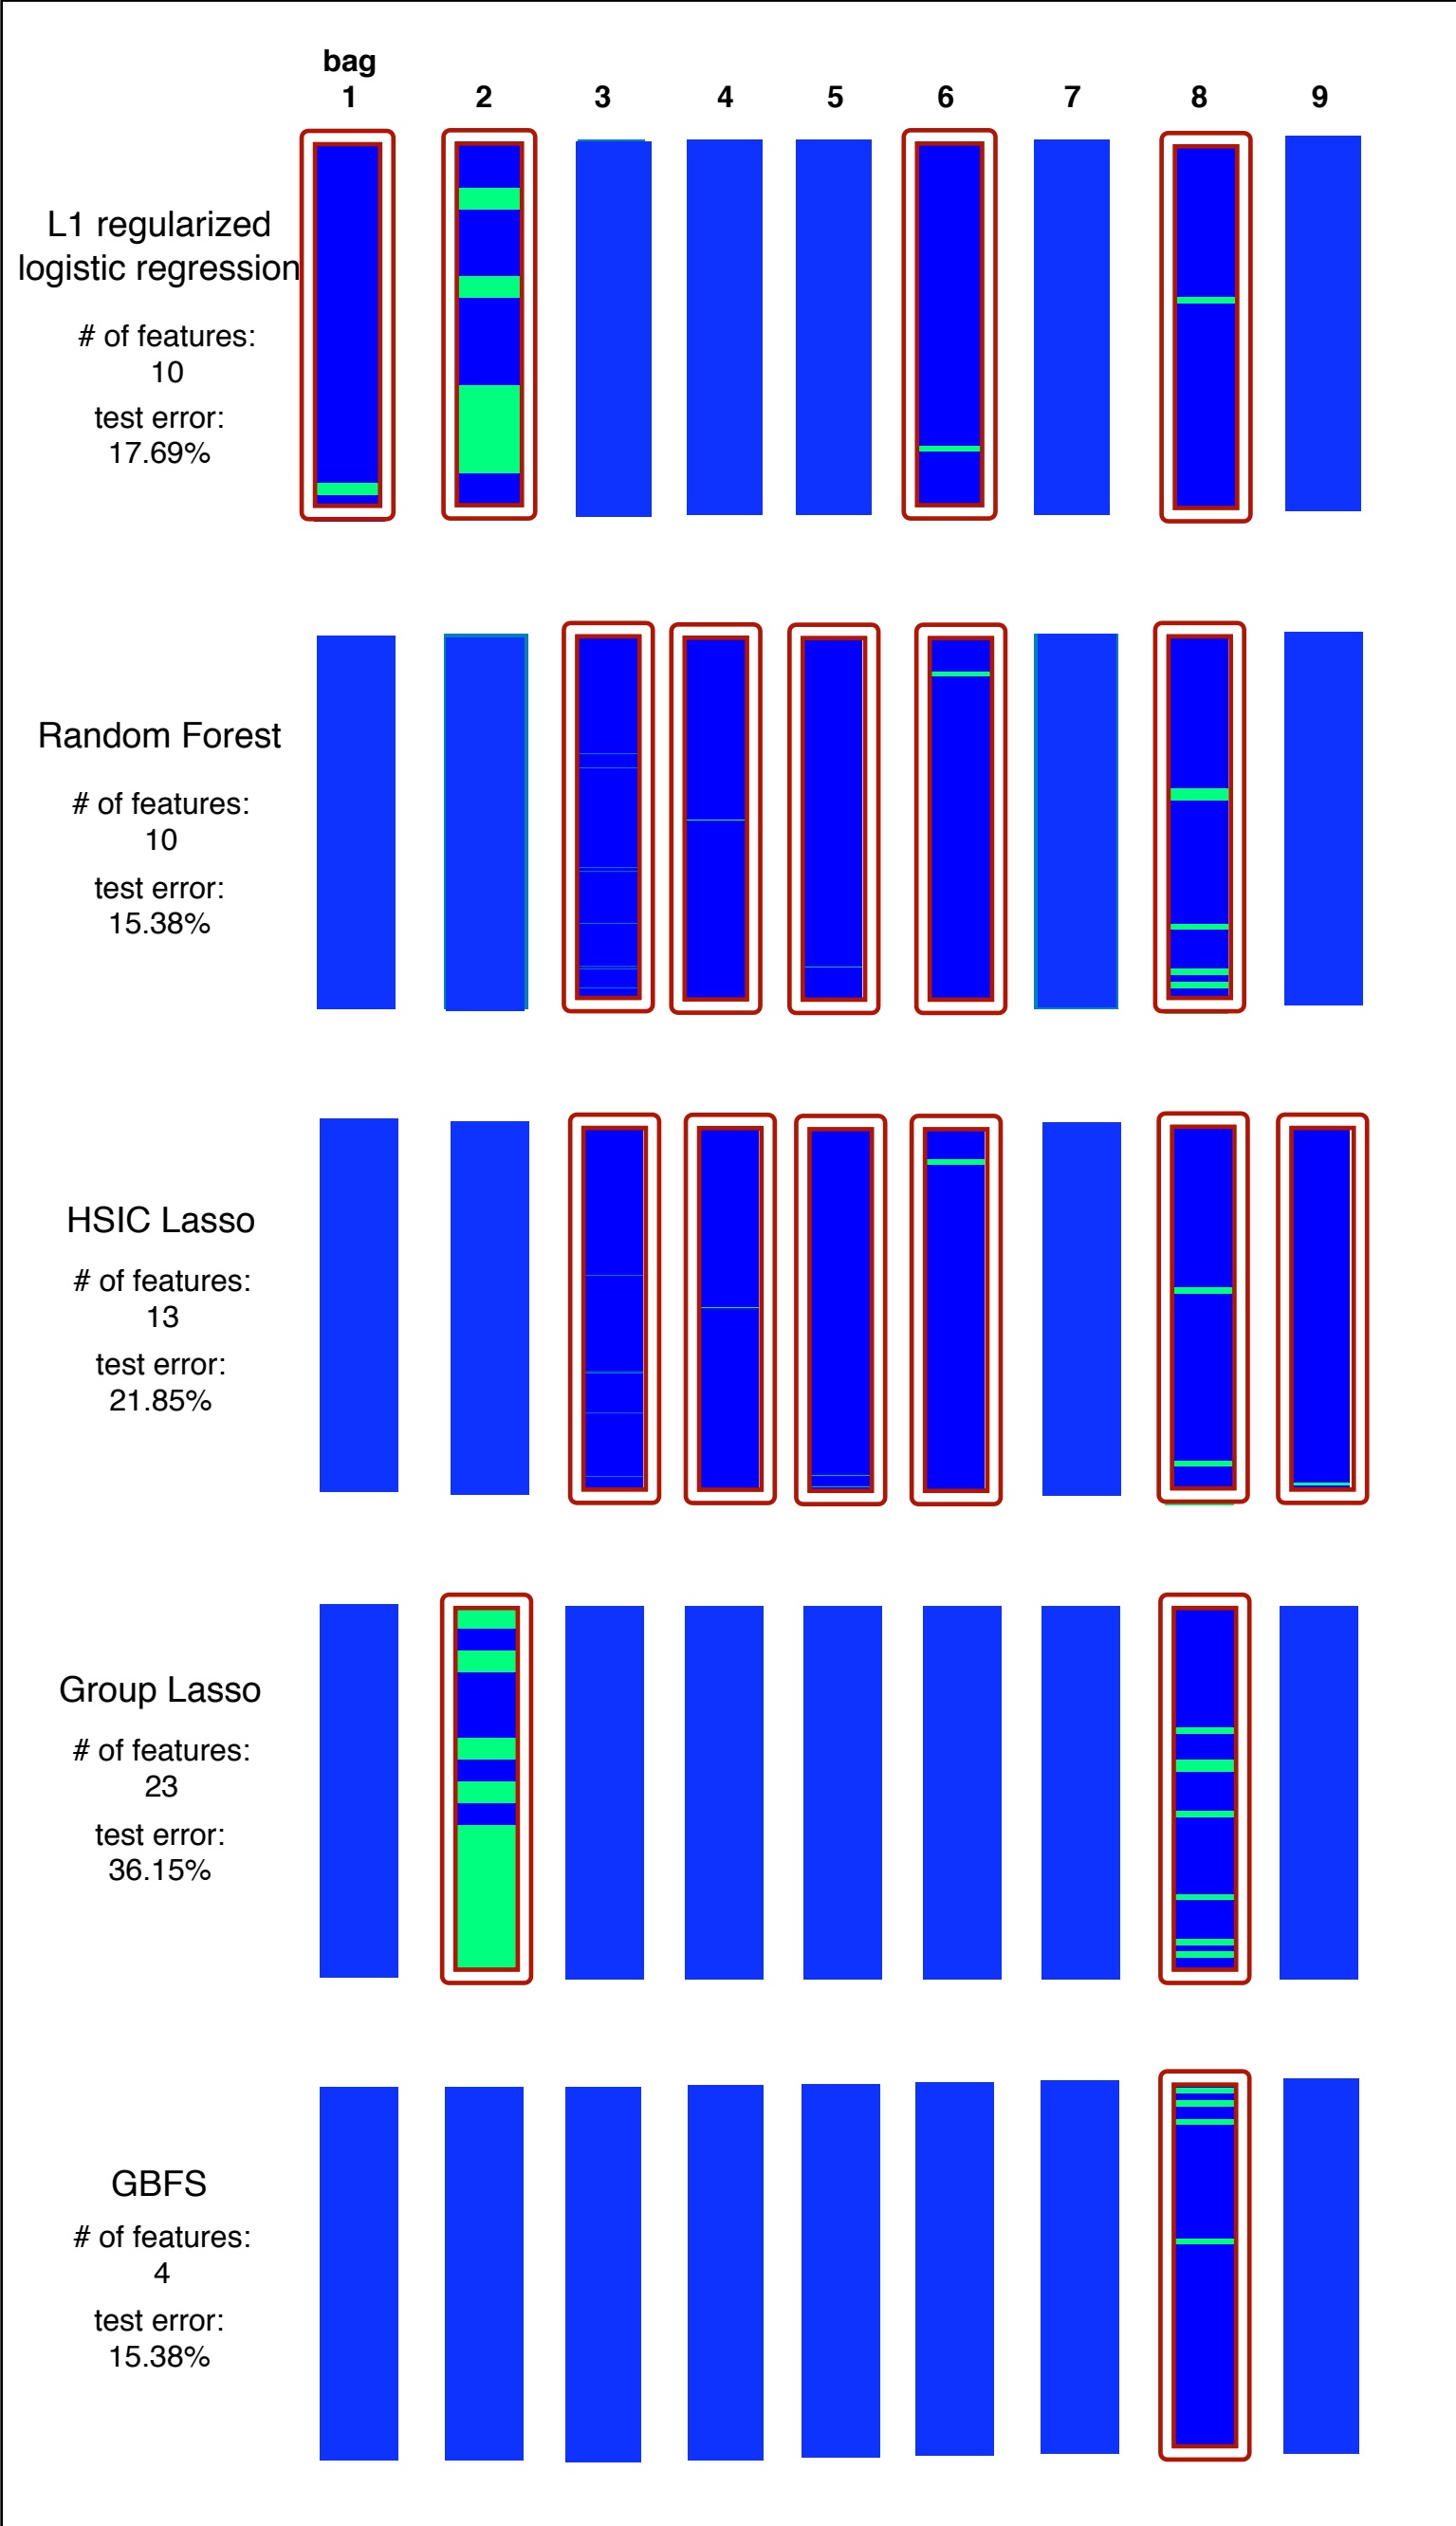 bag
1 2 3 4 5 6 7 8 9
L1 regularized
logistic regression
# of features:
10
test error:
17.69%
Random Forest
# of features:
10
test error:
15.38%
HSIC Lasso
# of features:
13
test error:
21.85%
Group Lasso
# of features:
23
test error:
36.15%
GBFS
# of features:
4
test error:
15.38%